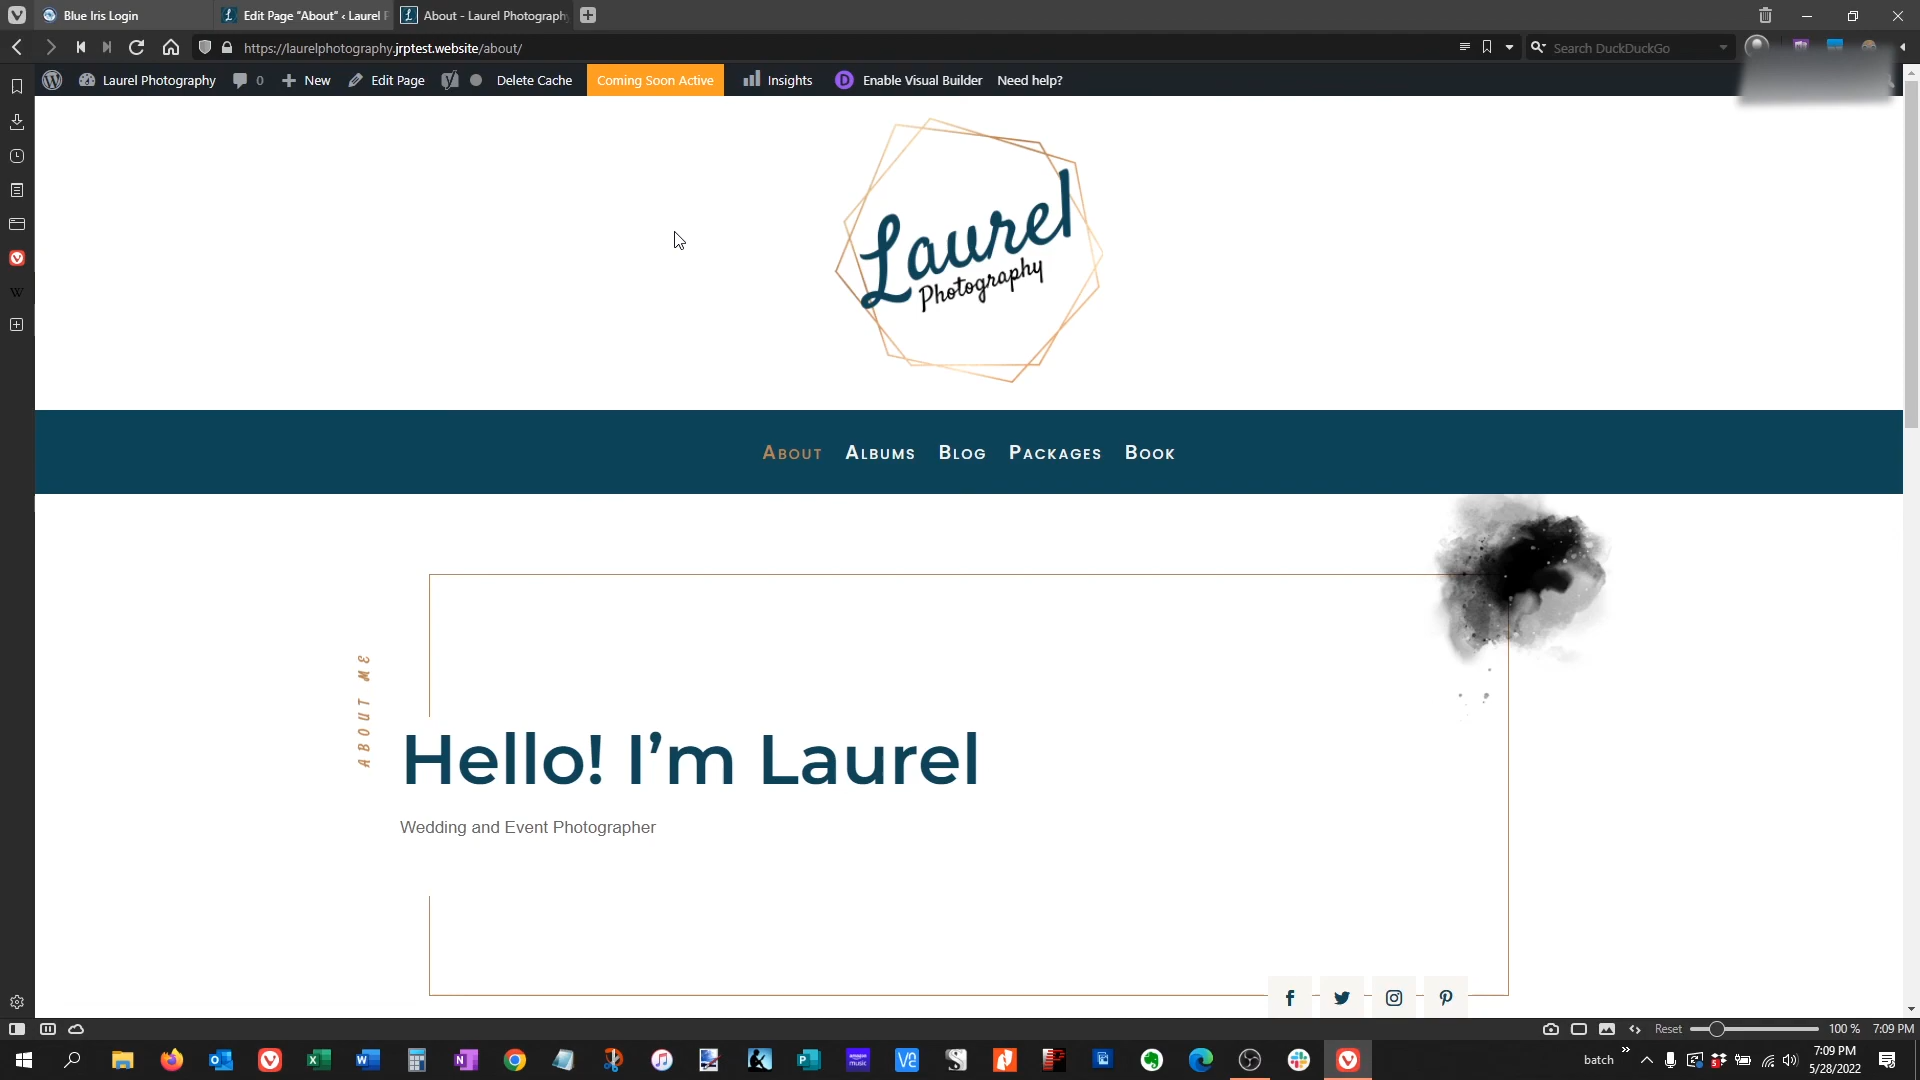 Blue Iris Login
Edit Page "About" ‹ Laurel P
About - Laurel Photography
https://laurelphotography.jrptest.website/about/
Search DuckDuckGo
Laurel Photography
0
New
Edit Page
Delete Cache
Coming Soon Active
Insights
D
Enable Visual Builder
Need help?
Laurel
Photography
About
Albums
Blog
Packages
Book
ABOUT ME
Hello! I’m Laurel
Wedding and Event Photographer
Reset
100 %
7:09 PM
batch
7:09 PM
5/28/2022